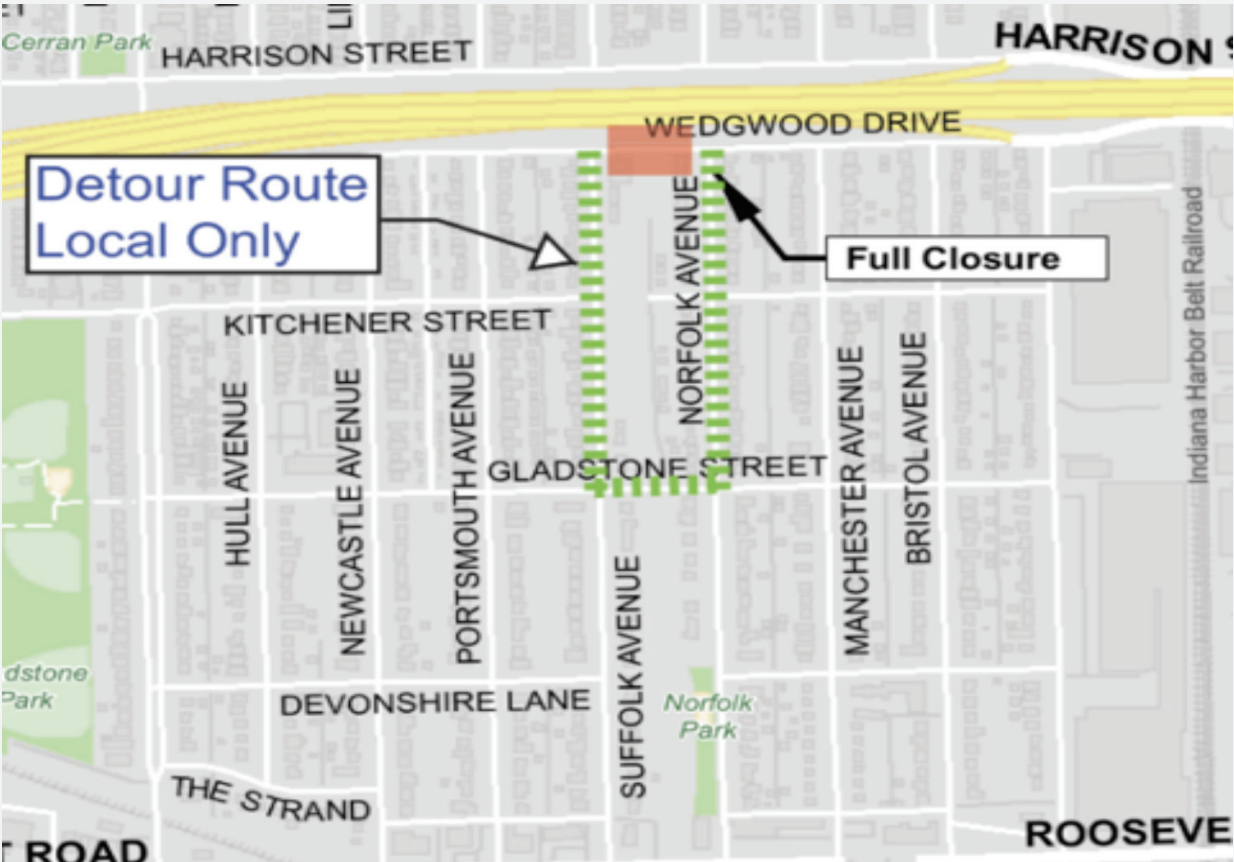 Cerran Park
HARRISON STREET
HARRISON S
WEDGWOOD DRIVE
Detour Route
Local Only
Full Closure
NORFOLK AVENUE
Indiana Harbor Belt Railroad
KITCHENER STREET
HULL AVENUE
NEWCASTLE AVENUE
PORTSMOUTH AVENUE
MANCHESTER AVENUE
BRISTOL AVENUE
GLADSTONE STREET
SUFFOLK AVENUE
dstone
Park
DEVONSHIRE LANE
Norfolk
Park
THE STRAND
T ROAD
ROOSEVE